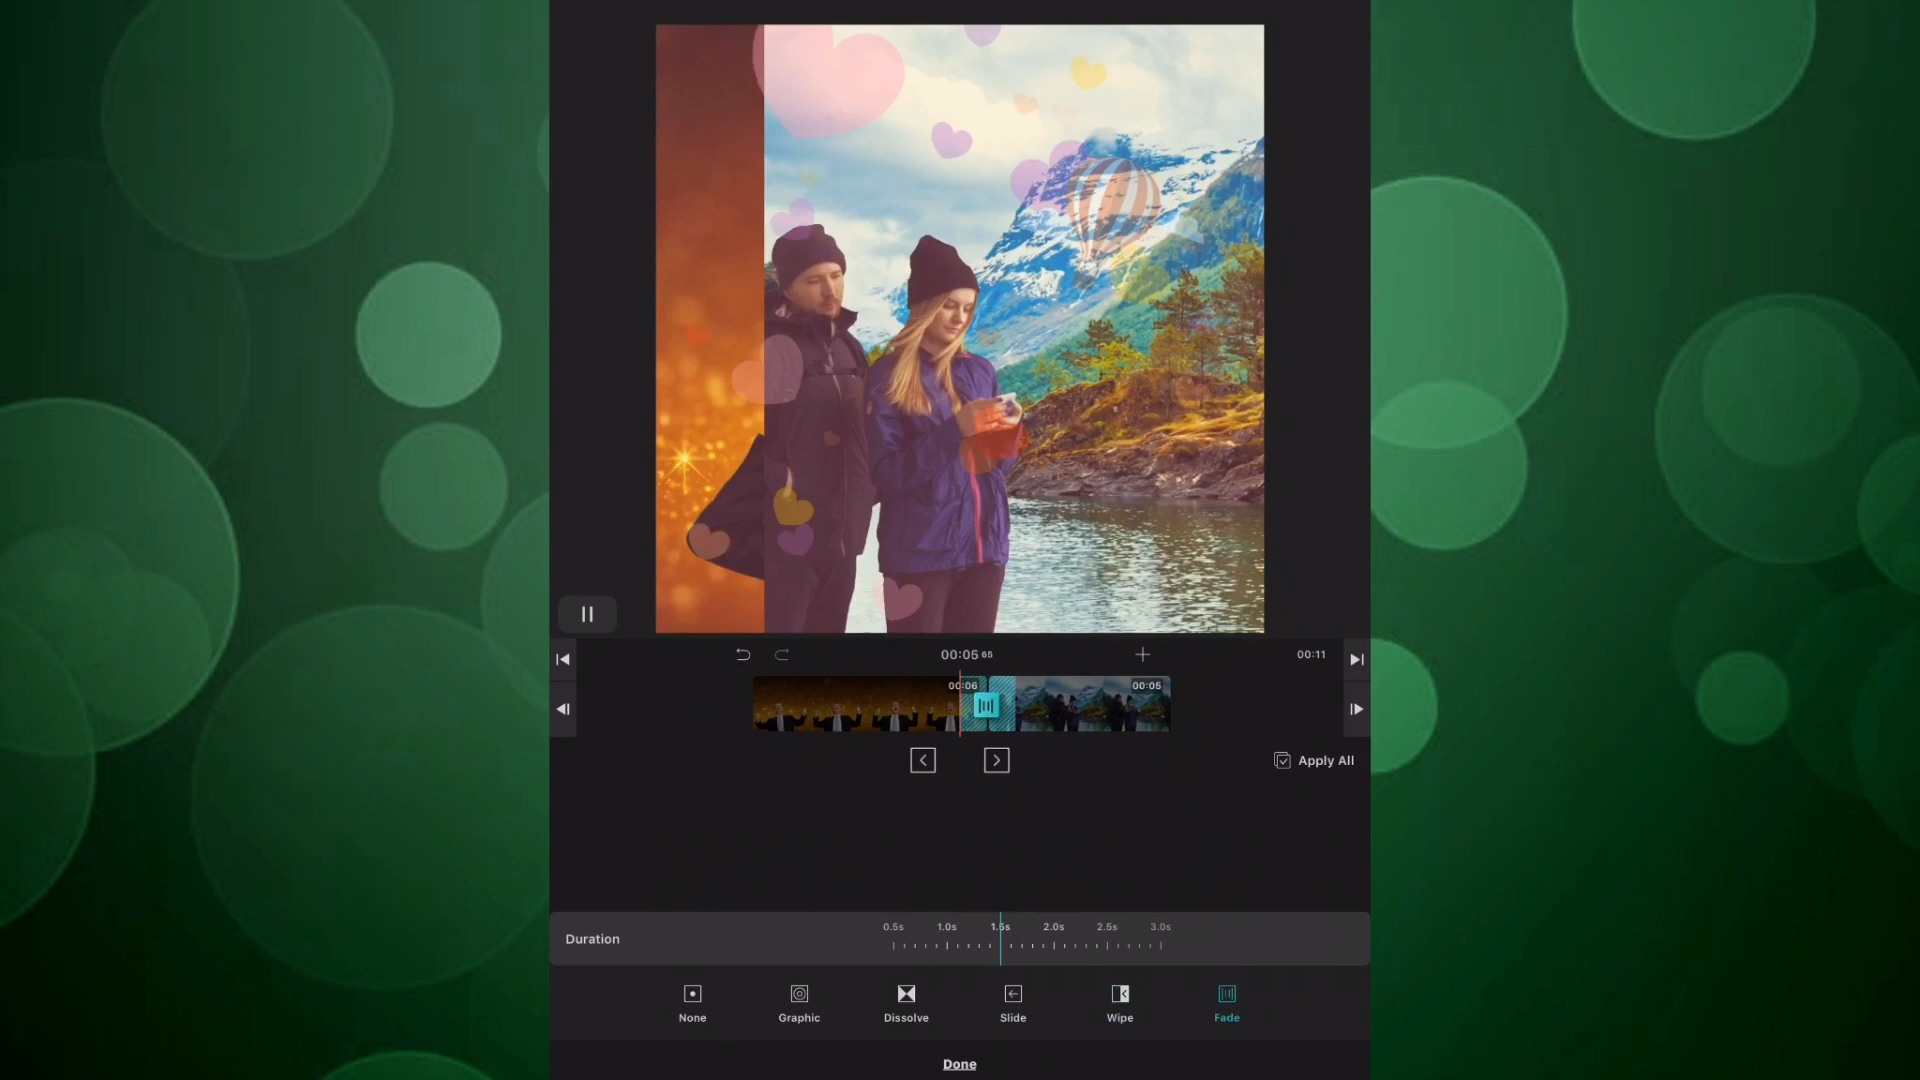 00:05 65
00:11
00:06
00:05
Apply All
0.5s 1.0s 1.5s 2.0s 2.5s 3.0s
Duration
None Graphic Dissolve Slide Wipe Fade
Done